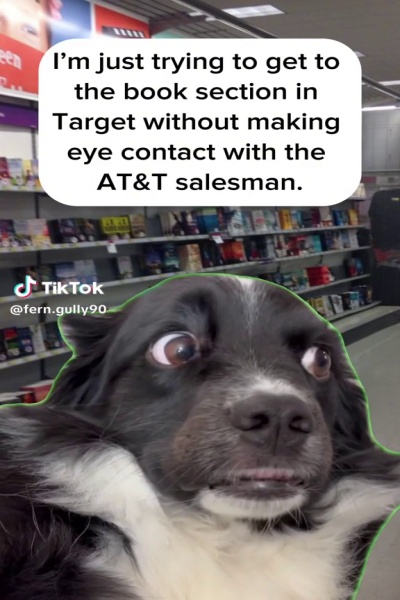 een
I’m just trying to get to
the book section in
Target without making
eye contact with the
AT&T salesman.
TikTok
@fern.gully90